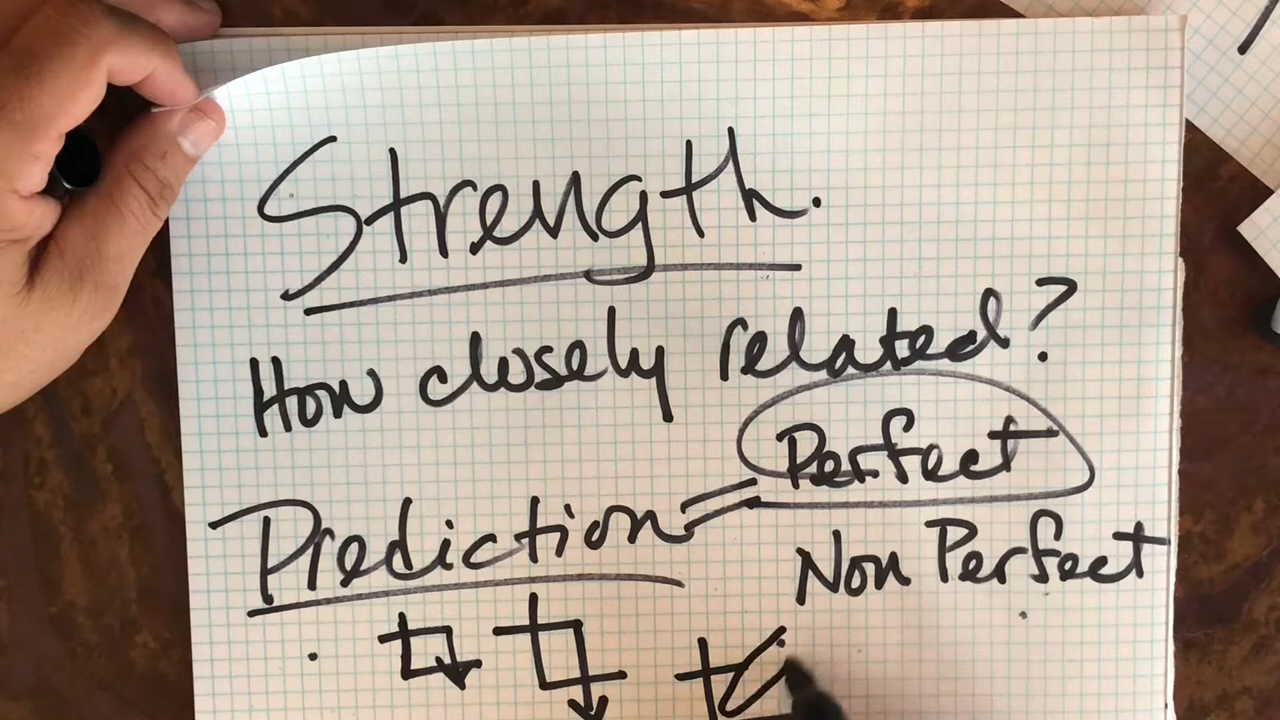 Strength.
How closely related?
Perfect
Prediction =
Non Perfect